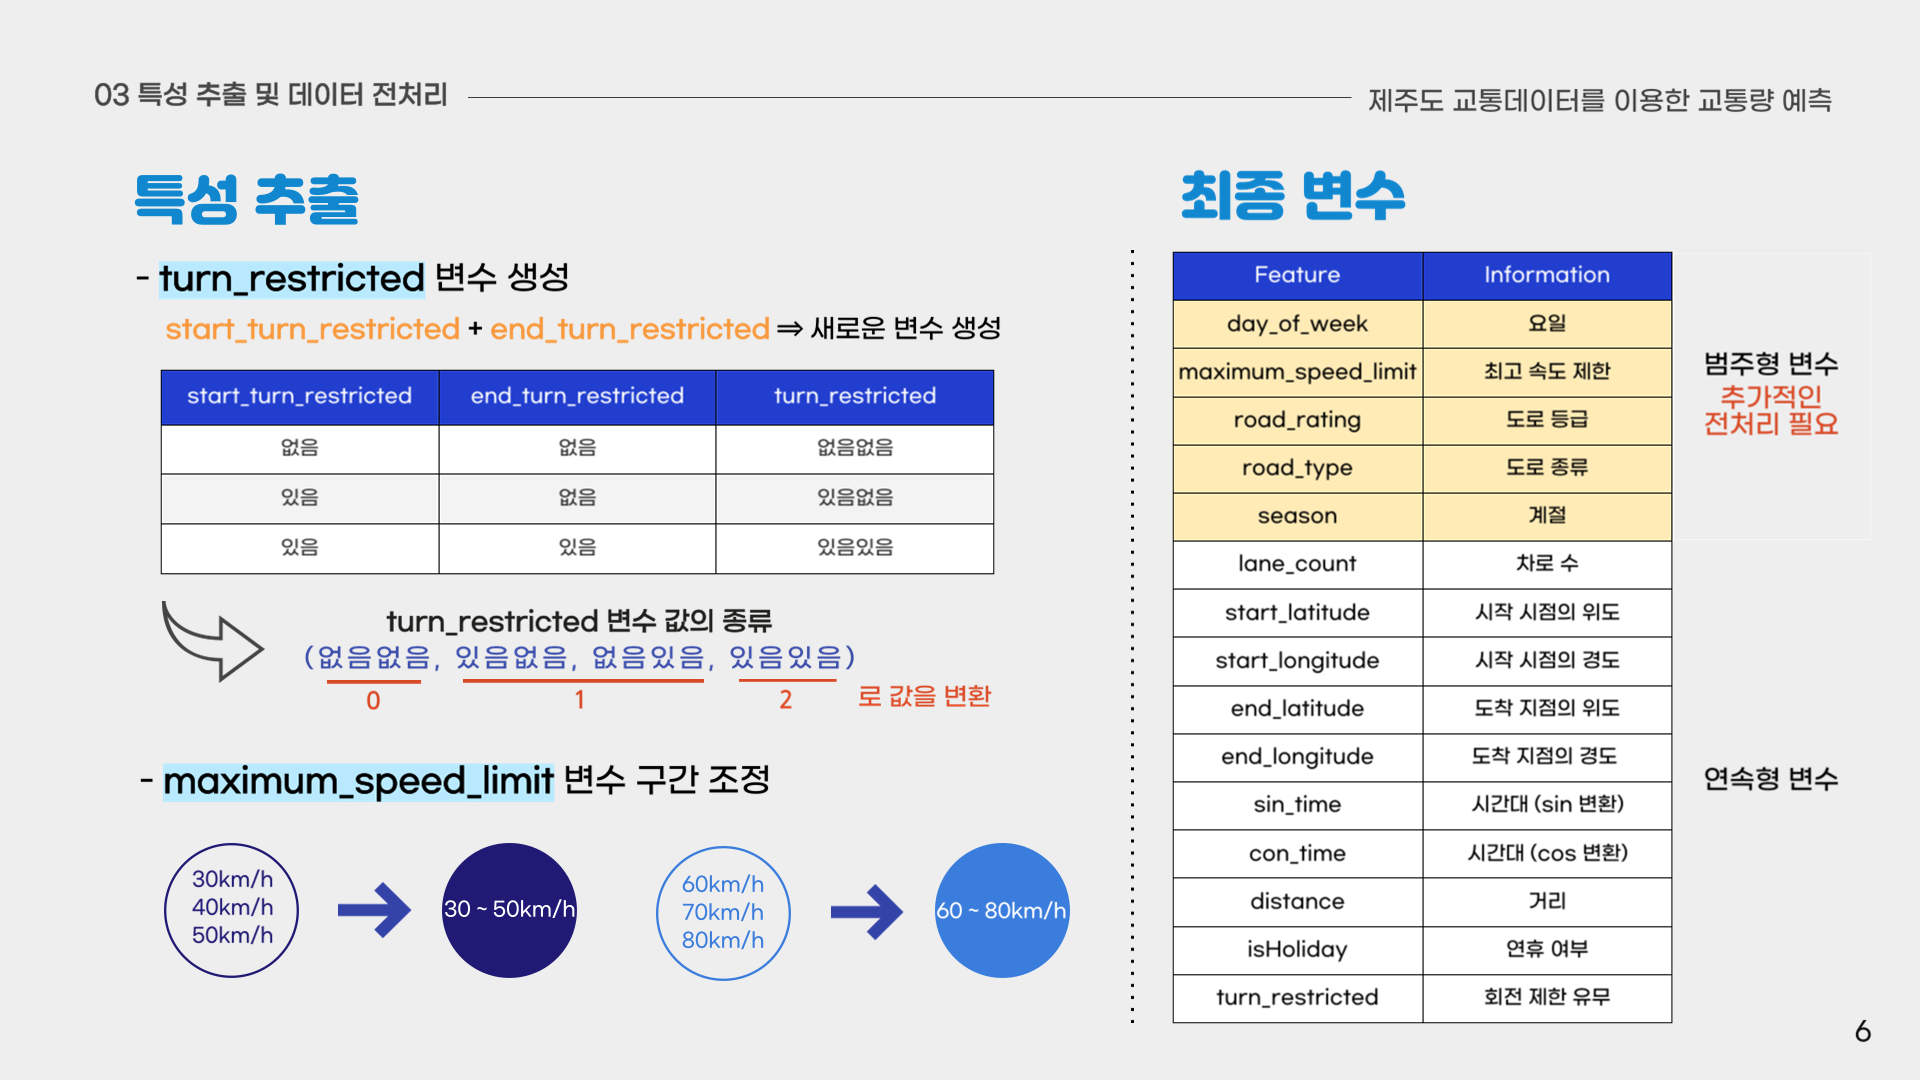 03 특성 추출 및 데이터 전처리
제주도 교통데이터를 이용한 교통량 예측
특성 추출
- turn_restricted 변수 생성
start_turn_restricted + end_turn_restricted ⇒ 새로운 변수 생성
start_turn_restricted end_turn_restricted turn_restricted
없음 없음 없음없음
있음 없음 있음없음
있음 있음 있음있음
turn_restricted 변수 값의 종류
(없음없음, 있음없음, 없음있음, 있음있음)
0 1 2 로 값을 변환
- maximum_speed_limit 변수 구간 조정
30km/h
40km/h
50km/h
30 ~ 50km/h
60km/h
70km/h
80km/h
60 ~ 80km/h
최종 변수
Feature Information
day_of_week 요일
maximum_speed_limit 최고 속도 제한
road_rating 도로 등급
road_type 도로 종류
season 계절
lane_count 차로 수
start_latitude 시작 시점의 위도
start_longitude 시작 시점의 경도
end_latitude 도착 지점의 위도
end_longitude 도착 지점의 경도
sin_time 시간대 (sin 변환)
con_time 시간대 (cos 변환)
distance 거리
isHoliday 연휴 여부
turn_restricted 회전 제한 유무
범주형 변수
추가적인
전처리 필요
연속형 변수
6